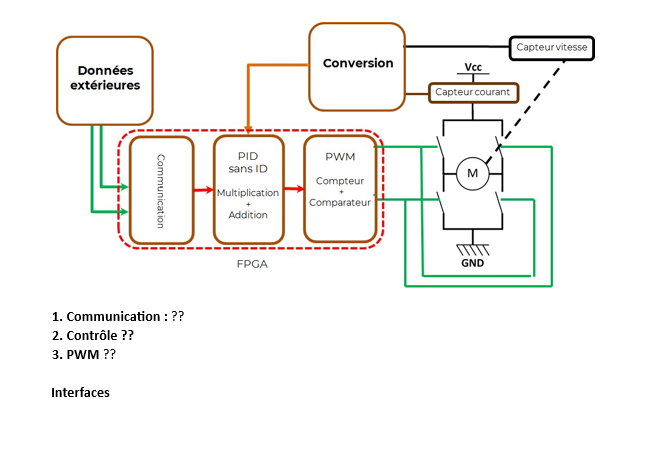 Données
extérieures
Conversion
Capteur vitesse
Vcc
Capteur courant
Communication
PID
sans ID
Multiplication
+
Addition
PWM
Compteur
+
Comparateur
M
GND
FPGA
1. Communication : ??
2. Contrôle ??
3. PWM ??
Interfaces